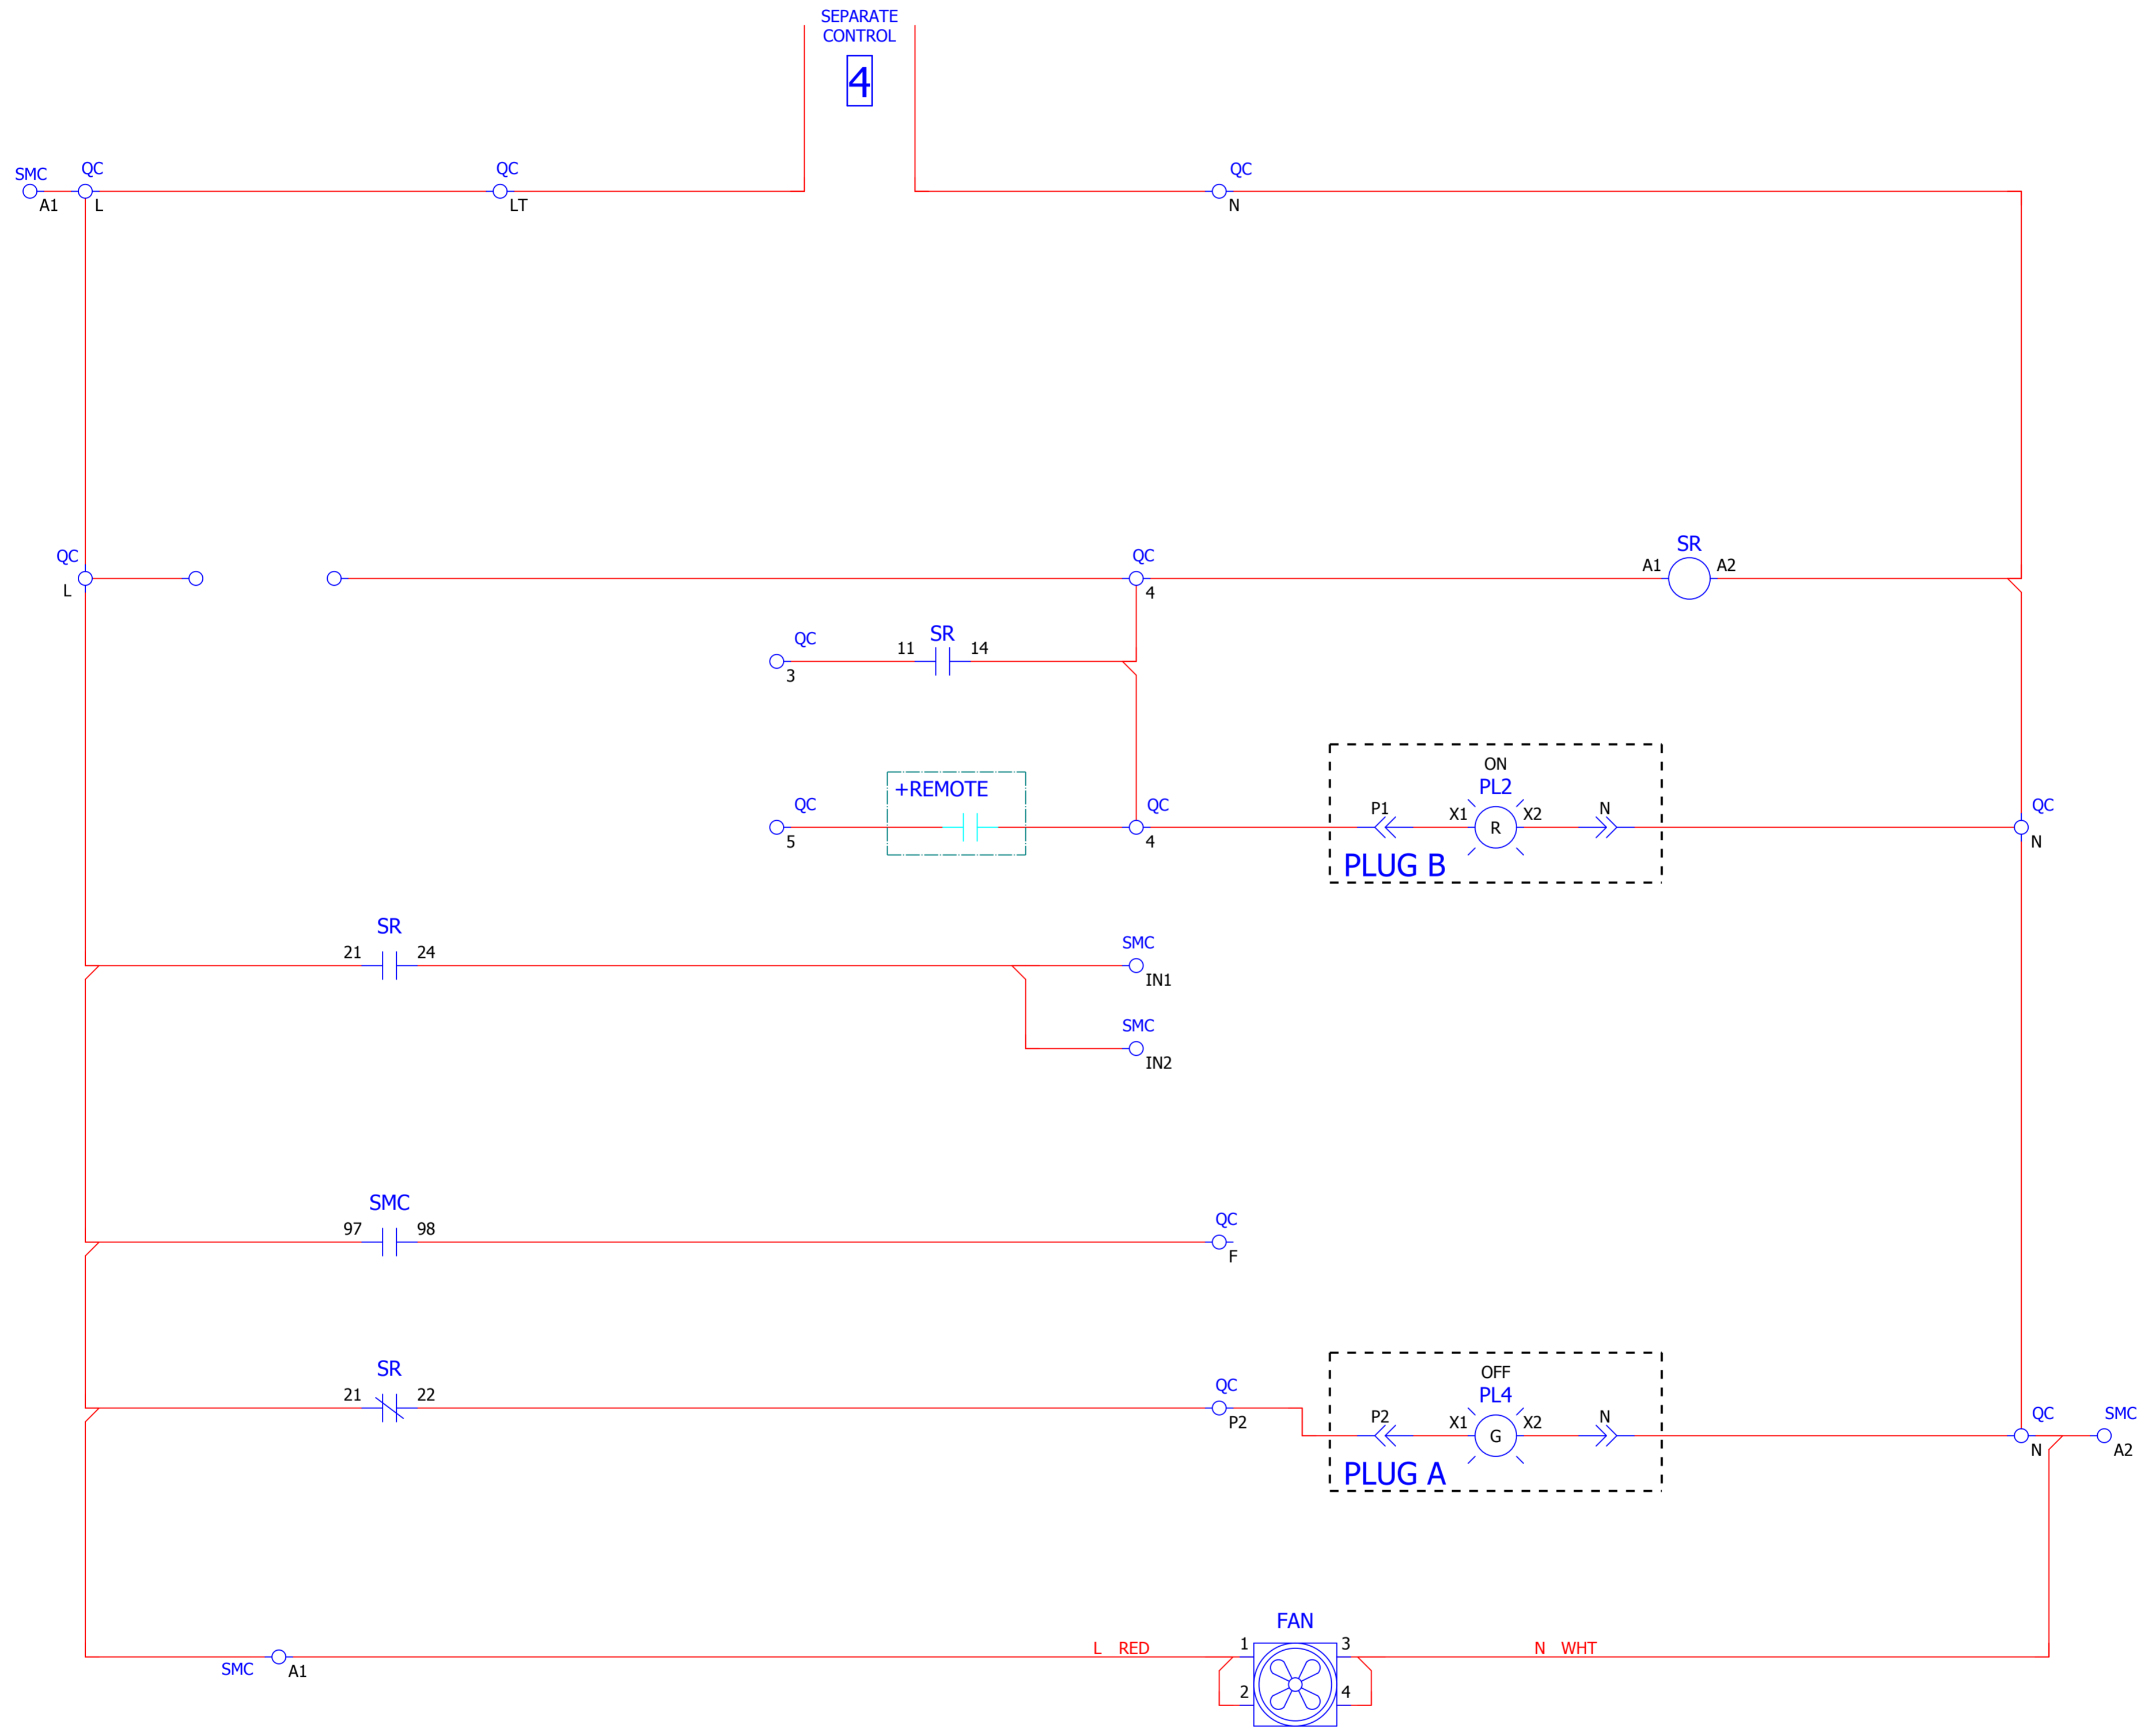 SEPARATE
CONTROL
4
SMC
A1
QC
L
QC
LT
QC
N
QC
L
QC
4
SR
A1 A2
QC
3
SR
11 14
QC
5
+REMOTE
QC
4
ON
PL2
P1 X1 R X2 N
PLUG B
QC
N
SR
21 24
SMC
IN1
SMC
IN2
SMC
97 98
QC
F
SR
21 22
QC
P2
OFF
PL4
P2 X1 G X2 N
PLUG A
QC
N
SMC
A2
FAN
SMC
A1
L RED
1 3
2 4
N WHT